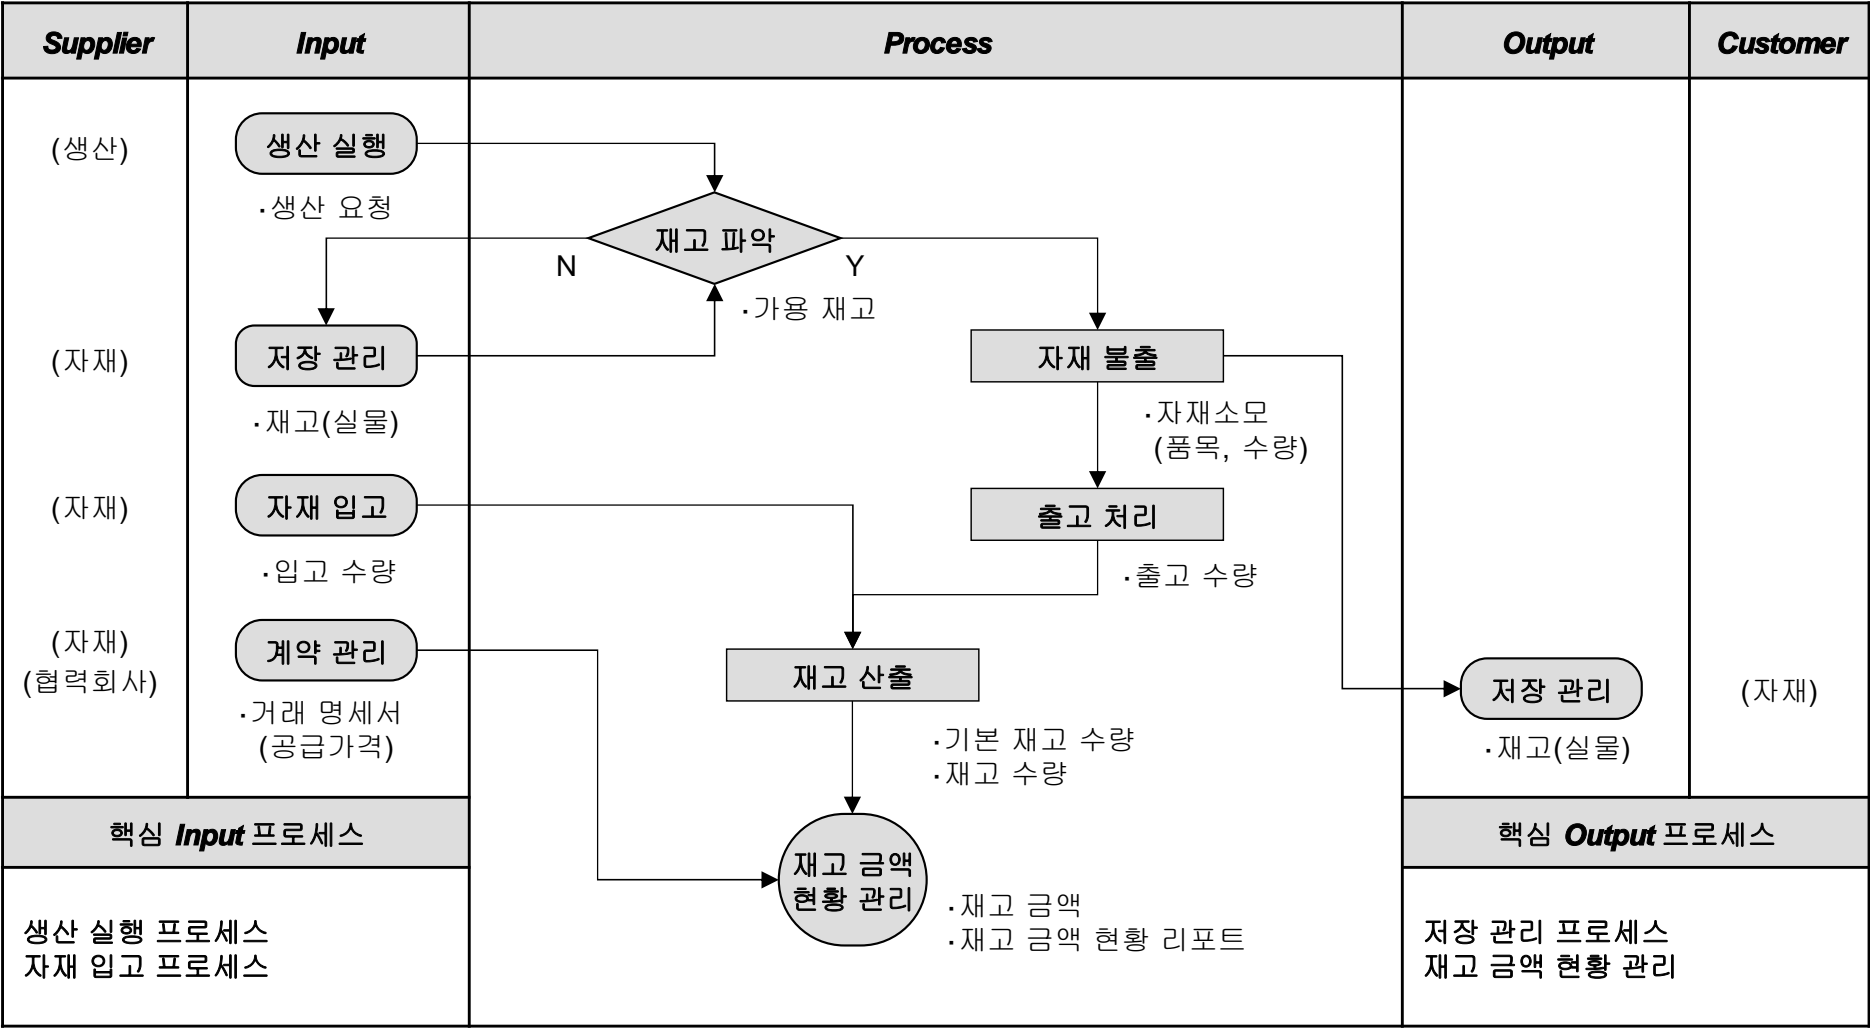 Supplier
Input
Process
Output
Customer
(생산)
생산 실행
·생산 요청
재고 파악
N
Y
·가용 재고
(자재)
저장 관리
·재고(실물)
자재 불출
·자재소모
(품목, 수량)
(자재)
자재 입고
·입고 수량
출고 처리
·출고 수량
(자재)
(협력회사)
계약 관리
·거래 명세서
(공급가격)
재고 산출
·기본 재고 수량
·재고 수량
저장 관리
·재고(실물)
(자재)
재고 금액
현황 관리
·재고 금액
·재고 금액 현황 리포트
핵심 Input 프로세스
생산 실행 프로세스
자재 입고 프로세스
핵심 Output 프로세스
저장 관리 프로세스
재고 금액 현황 관리